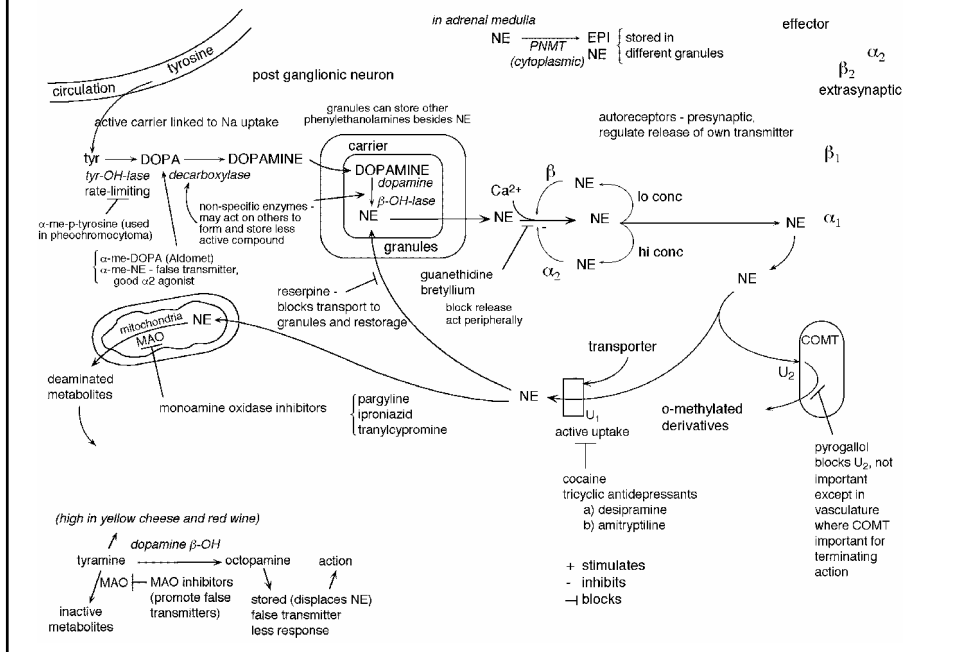 in adrenal medulla
NE PNMT EPI
(cytoplasmic) NE
stored in
different granules
effector
α2
β2
extrasynaptic
circulation
tyrosine
post ganglionic neuron
active carrier linked to Na uptake
granules can store other
phenylethanolamines besides NE
autoreceptors - presynaptic,
regulate release of own transmitter
β1
tyr DOPA DOPAMINE
tyr-OH-lase decarboxylase
rate-limiting
carrier
DOPAMINE
dopamine
β-OH-lase
NE
granules
non-specific enzymes -
may act on others to
form and store less
active compound
α-me-p-tyrosine (used
in pheochromocytoma)
α-me-DOPA (Aldomet)
α-me-NE - false transmitter,
good α2 agonist
Ca2+
NE
-
β
NE
lo conc
NE
hi conc
α2
NE
NE
α1
NE
guanethidine
bretyllium
block release
act peripherally
reserpine -
blocks transport to
granules and restorage
mitochondria
NE
MAO
deaminated
metabolites
monoamine oxidase inhibitors
pargyline
iproniazid
tranylcypromine
NE
transporter
U1
active uptake
COMT
U2
o-methylated
derivatives
pyrogallol
blocks U2, not
important
except in
vasculature
where COMT
important for
terminating
action
cocaine
tricyclic antidepressants
a) desipramine
b) amitryptiline
(high in yellow cheese and red wine)
dopamine β-OH
tyramine octopamine action
MAO
MAO inhibitors
(promote false
transmitters)
inactive
metabolites
stored (displaces NE)
false transmitter
less response
+ stimulates
- inhibits
⊣ blocks